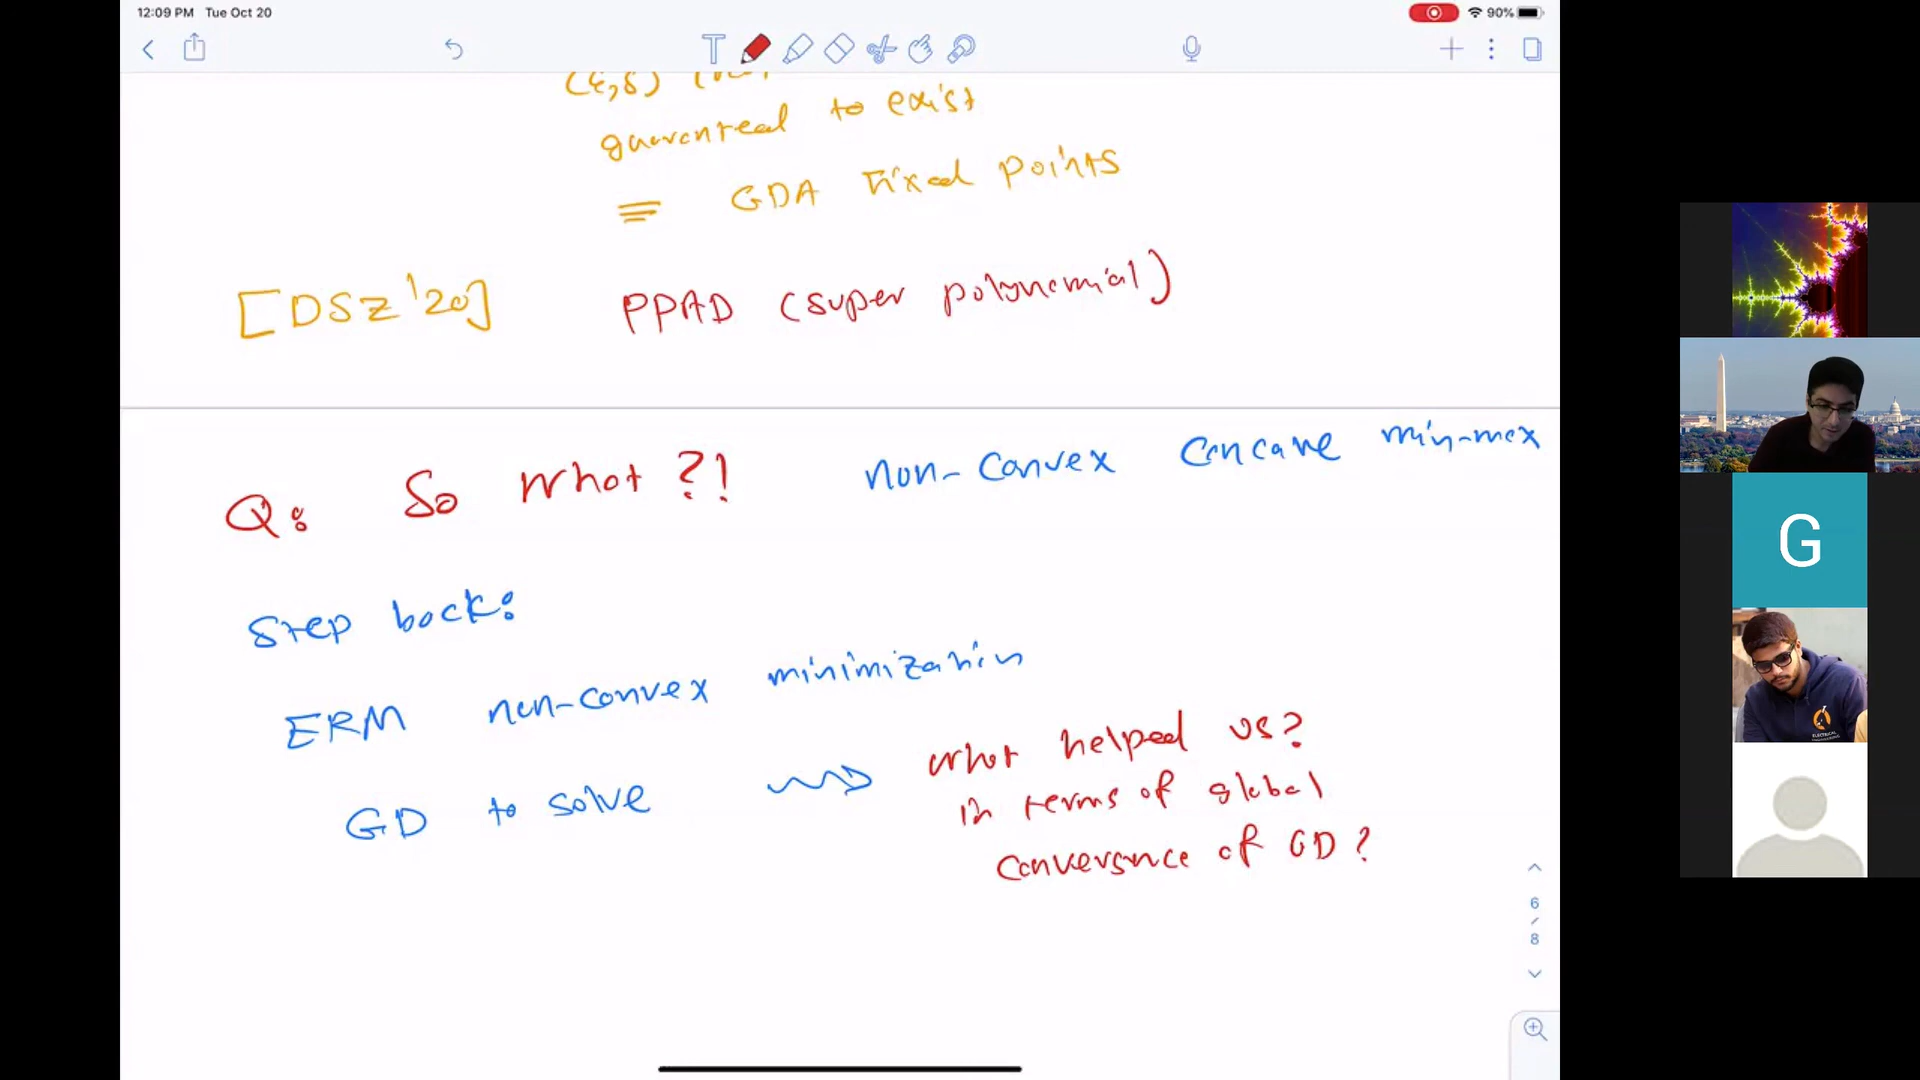 12:09 PM Tue Oct 20
90%
(ε,δ)
guaranteed to exist
≡ GDA Fixed Points
[DSZ '20] PPAD (super polynomial)
Q: So what?! non-convex concave min-max
Step back:
ERM non-convex minimization
GD to solve
what helped us?
in terms of global
convergence of GD?
6
/
8
G
ELECTRICAL